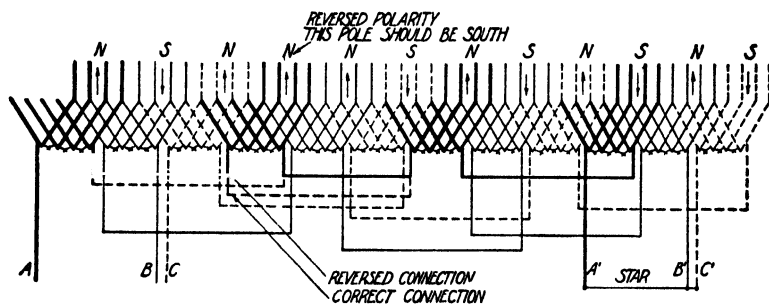 REVERSED POLARITY
THIS POLE SHOULD BE SOUTH
N S N N N S N S N S N S
A B C
REVERSED CONNECTION
CORRECT CONNECTION
A' STAR B' C'